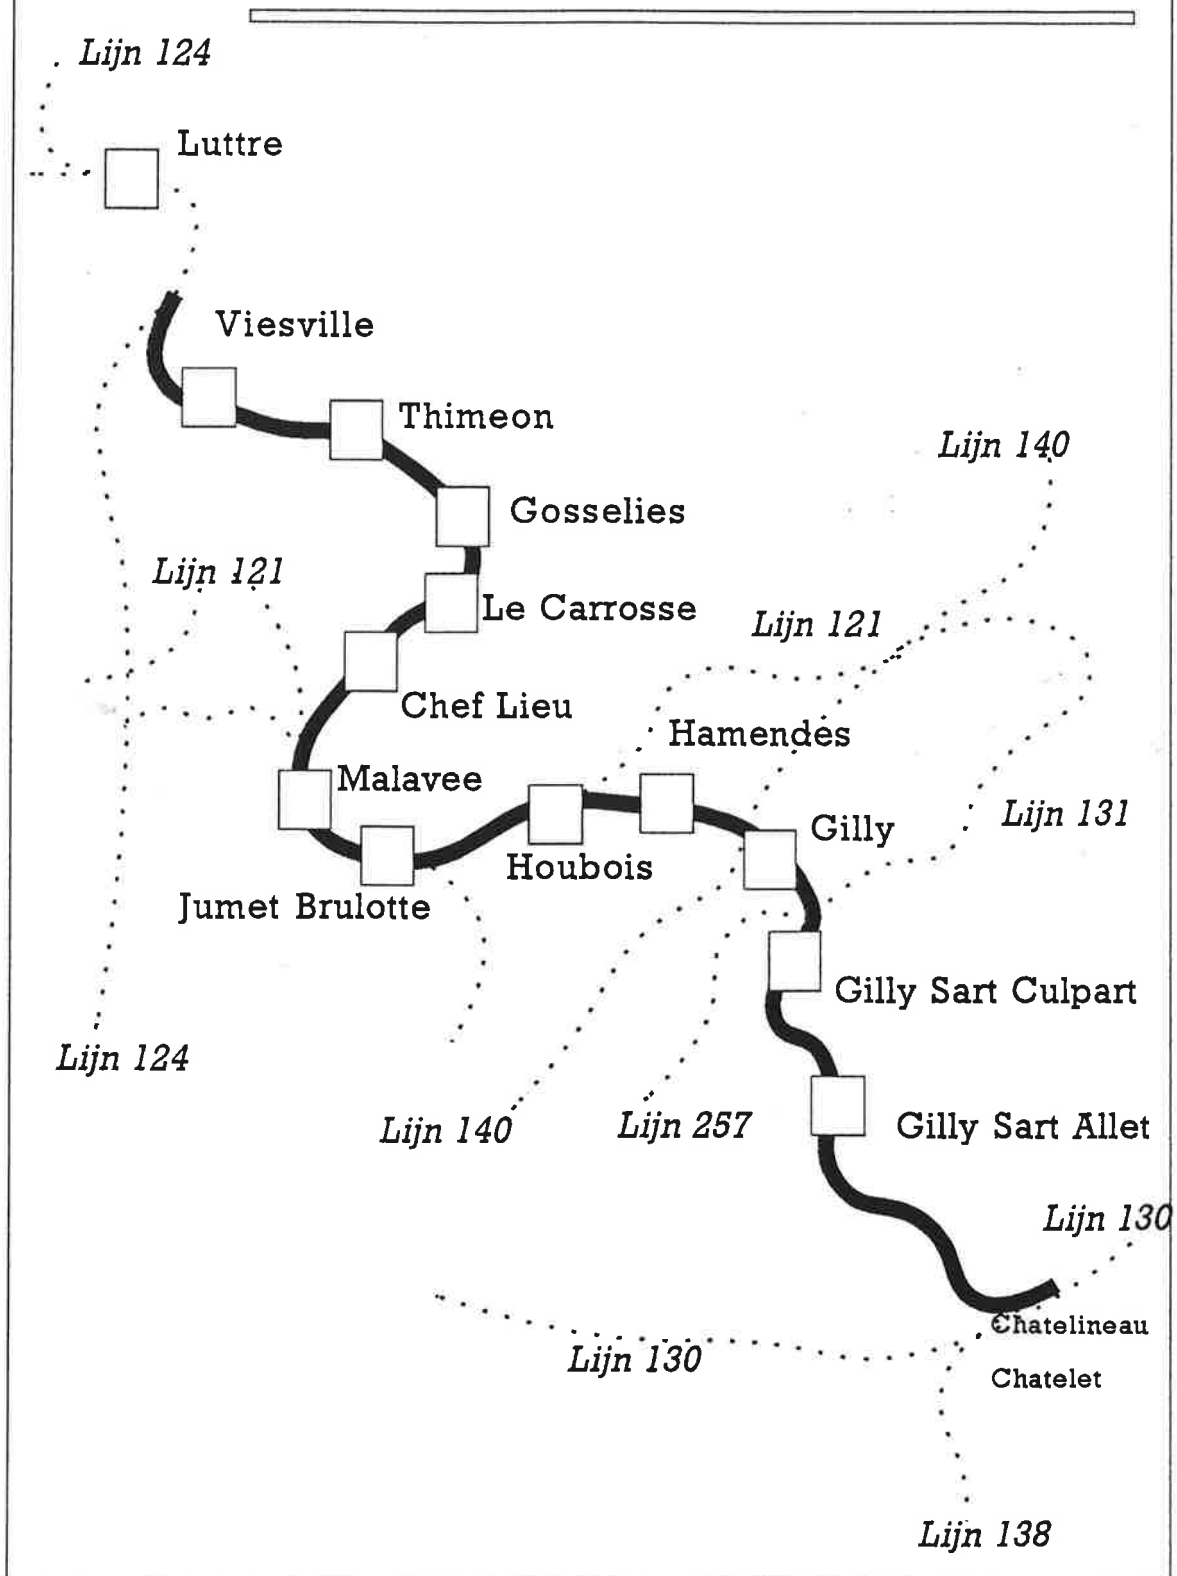 Lijn 124
Luttre
Viesville
Thimeon
Lijn 140
Gosselies
Lijn 121
Le Carrosse
Lijn 121
Chef Lieu
Hamendes
Malavee
Lijn 131
Gilly
Houbois
Jumet Brulotte
Gilly Sart Culpart
Lijn 124
Lijn 140
Lijn 257
Gilly Sart Allet
Lijn 130
Chatelineau
Lijn 130
Chatelet
Lijn 138